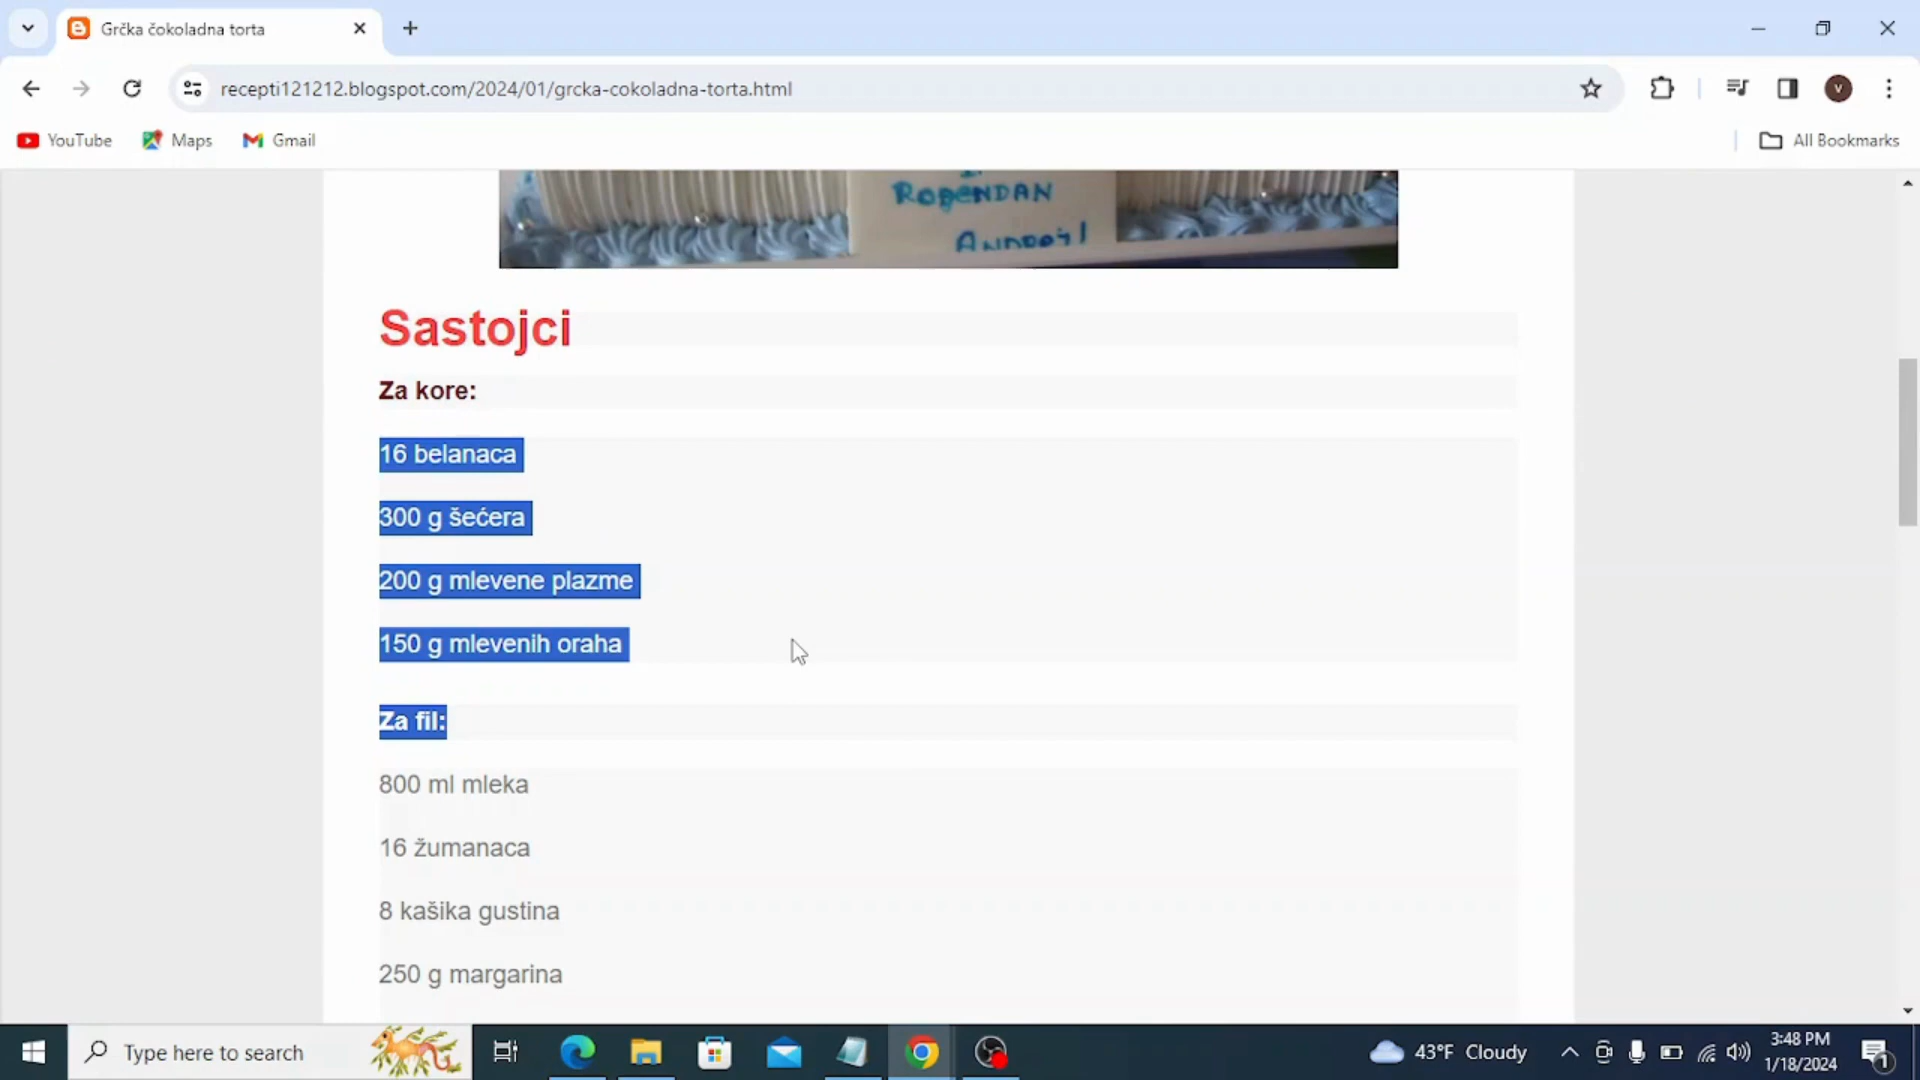 Grčka čokoladna torta
recepti121212.blogspot.com/2024/01/grcka-cokoladna-torta.html
V
YouTube
Maps
Gmail
All Bookmarks
ROĐENDAN
Sastojci
Za kore:
16 belanaca
300 g šećera
200 g mlevene plazme
150 g mlevenih oraha
Za fil:
800 ml mleka
16 žumanaca
8 kašika gustina
250 g margarina
Type here to search
43°F Cloudy
3:48 PM
1/18/2024
1